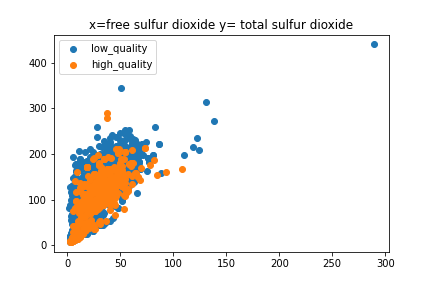 x=free sulfur dioxide y= total sulfur dioxide
low_quality
high_quality
400
300
200
100
0
0 50 100 150 200 250 300